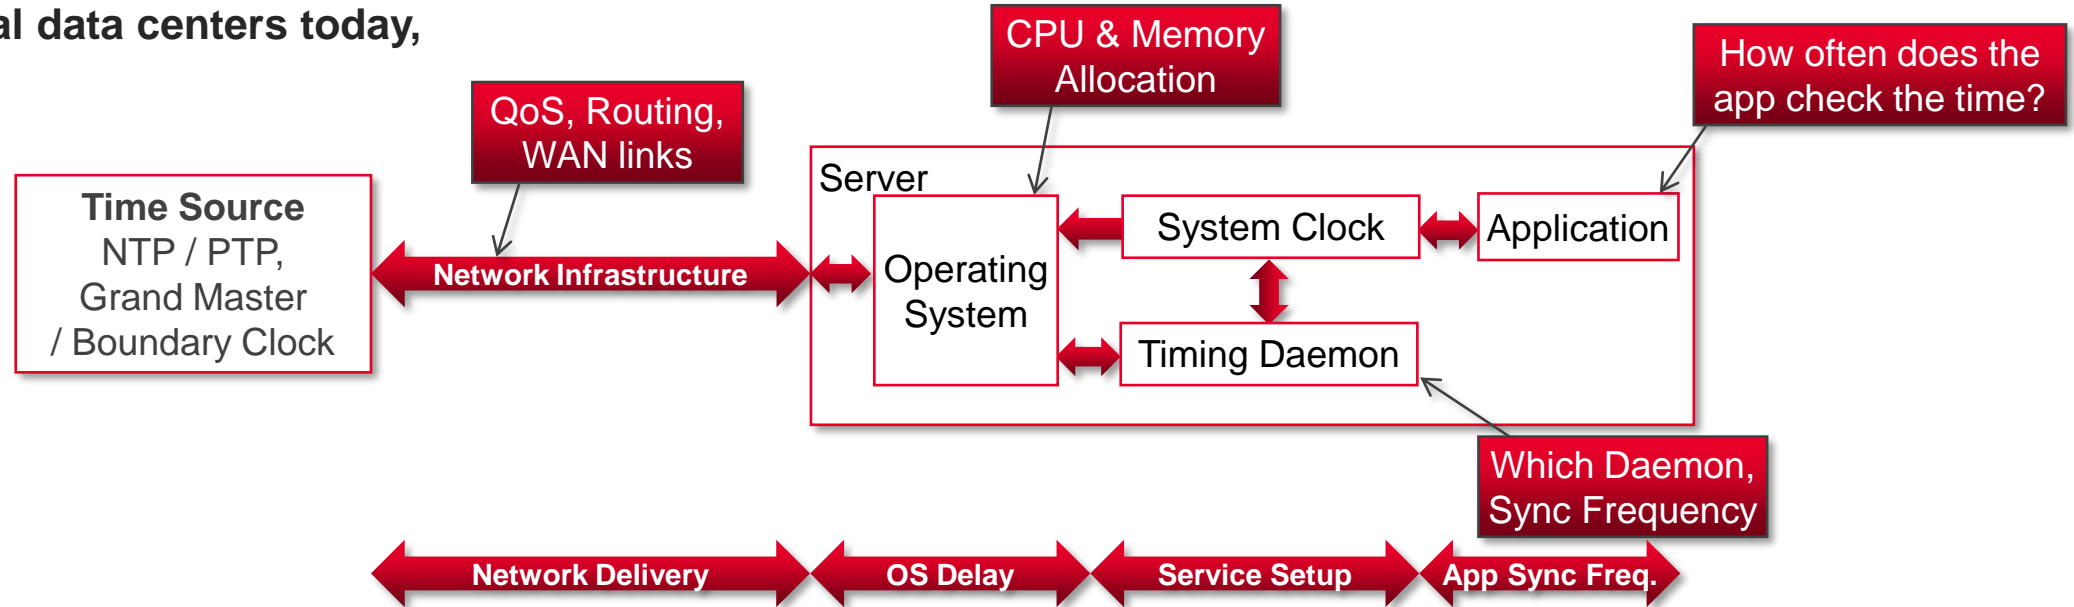 al data centers today,
CPU & Memory
Allocation
How often does the
app check the time?
QoS, Routing,
WAN links
Server
Time Source
NTP / PTP,
Grand Master
/ Boundary Clock
Network Infrastructure
Operating
System
System Clock
Application
Timing Daemon
Which Daemon,
Sync Frequency
Network Delivery
OS Delay
Service Setup
App Sync Freq.